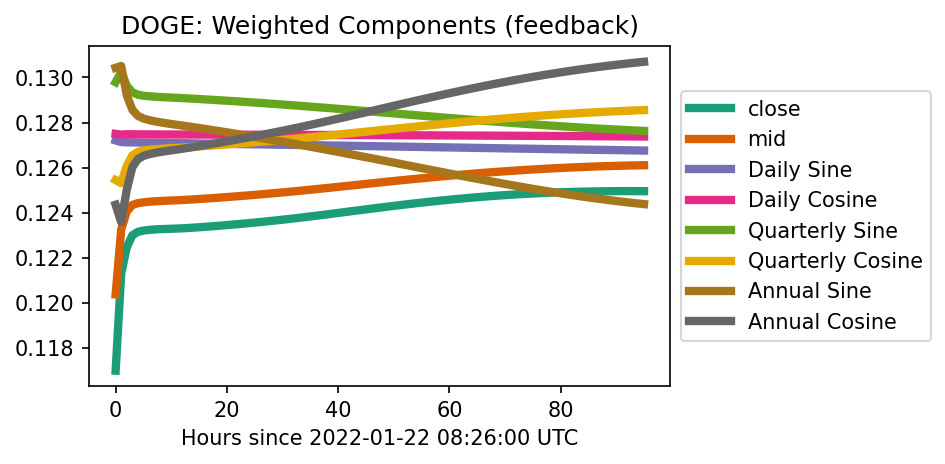 DOGE: Weighted Components (feedback)
0.130
0.128
0.126
0.124
0.122
0.120
0.118
0 20 40 60 80
Hours since 2022-01-22 08:26:00 UTC
close
mid
Daily Sine
Daily Cosine
Quarterly Sine
Quarterly Cosine
Annual Sine
Annual Cosine